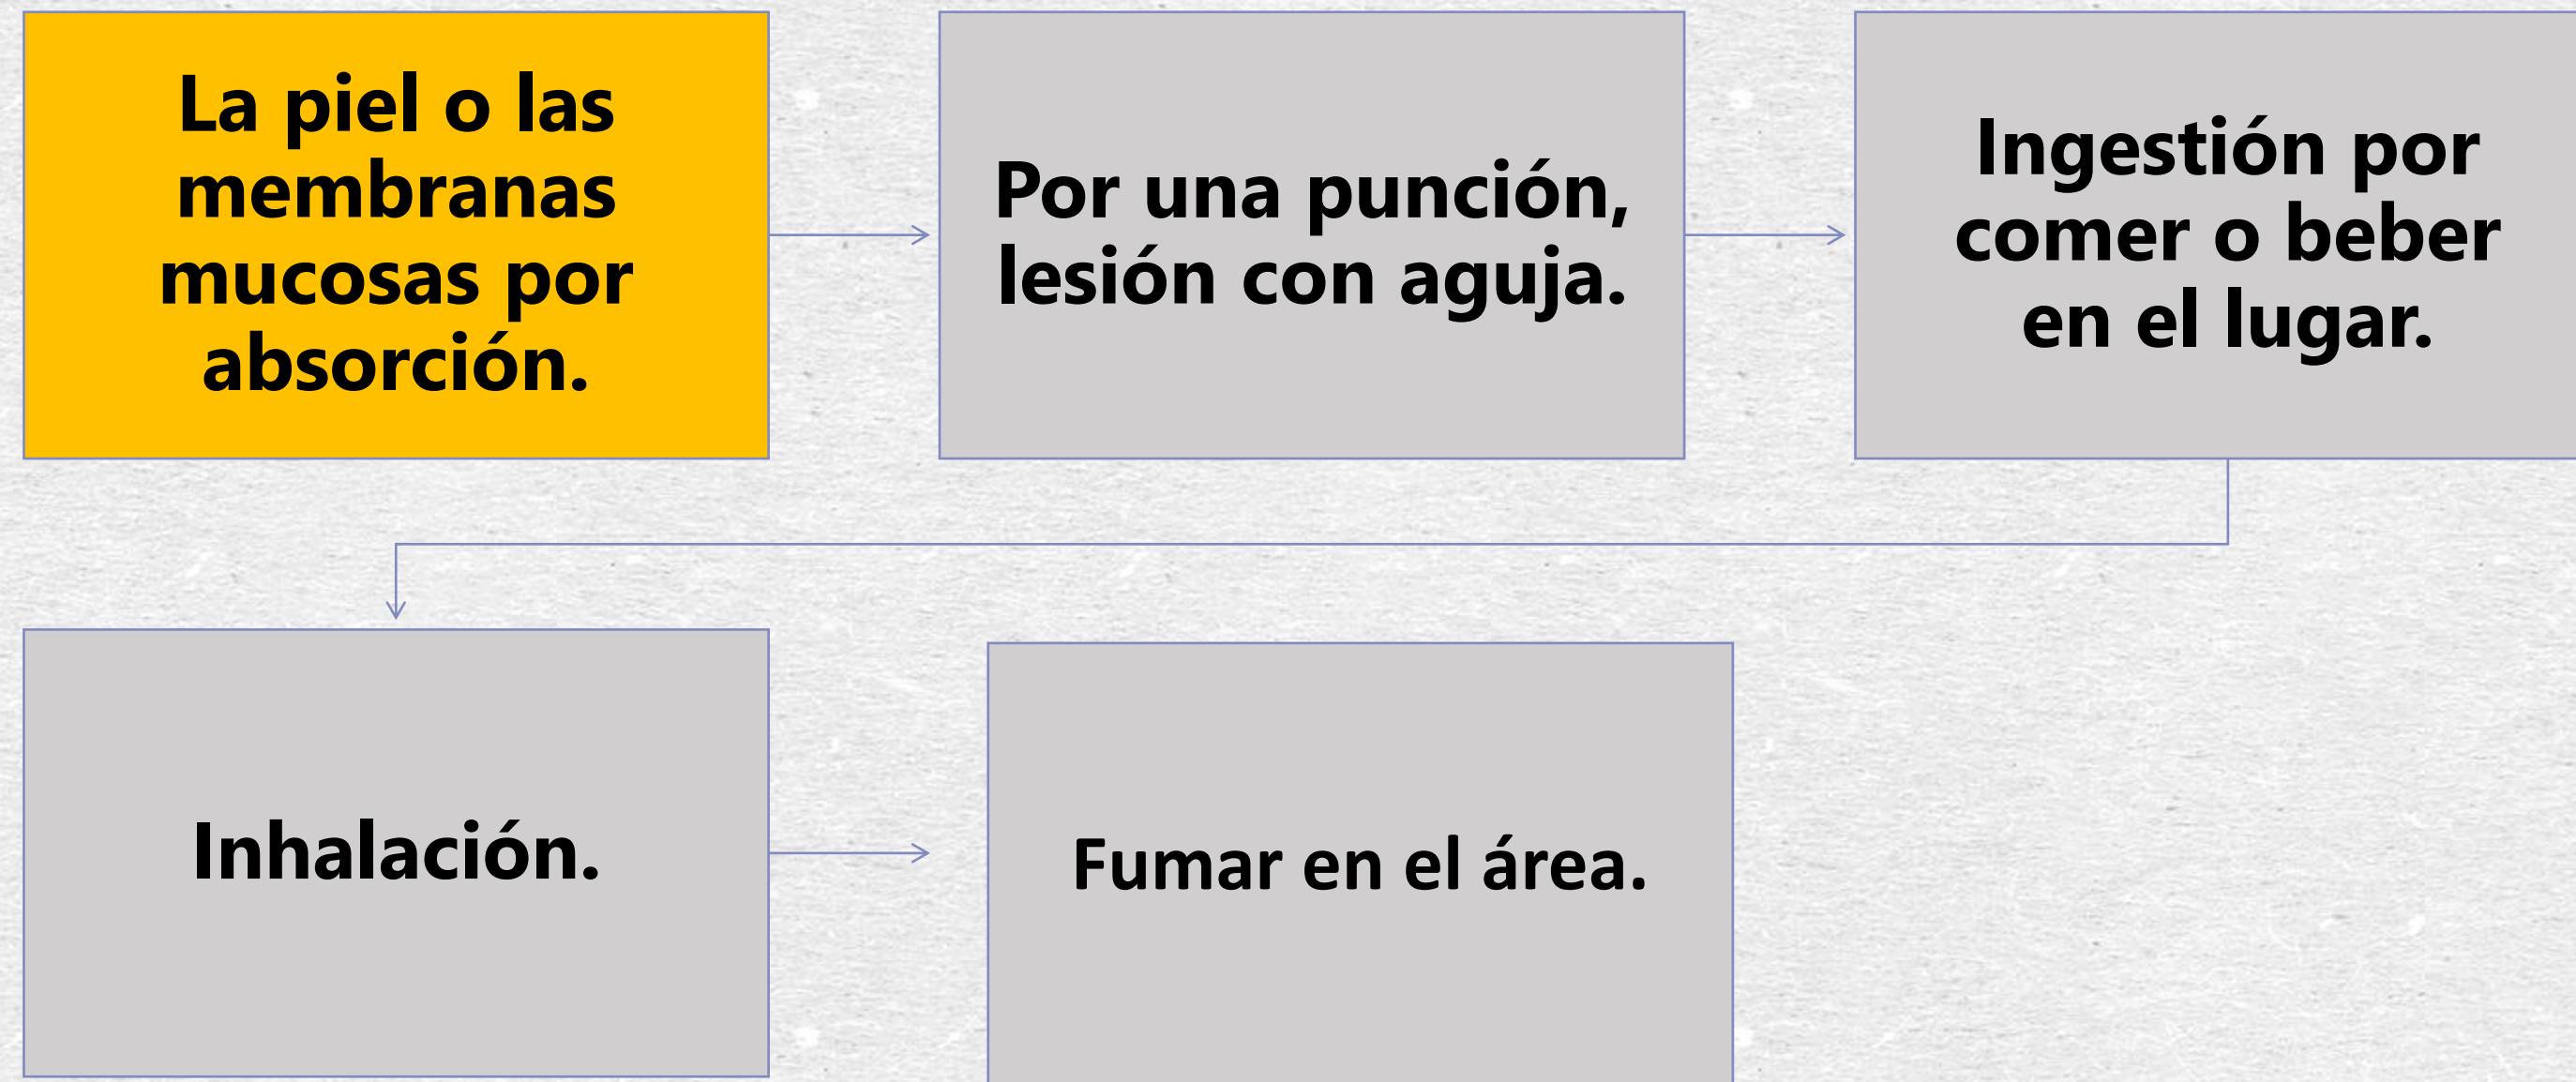 La piel o las
membranas
mucosas por
absorción.
Por una punción,
lesión con aguja.
Ingestión por
comer o beber
en el lugar.
Inhalación.
Fumar en el área.